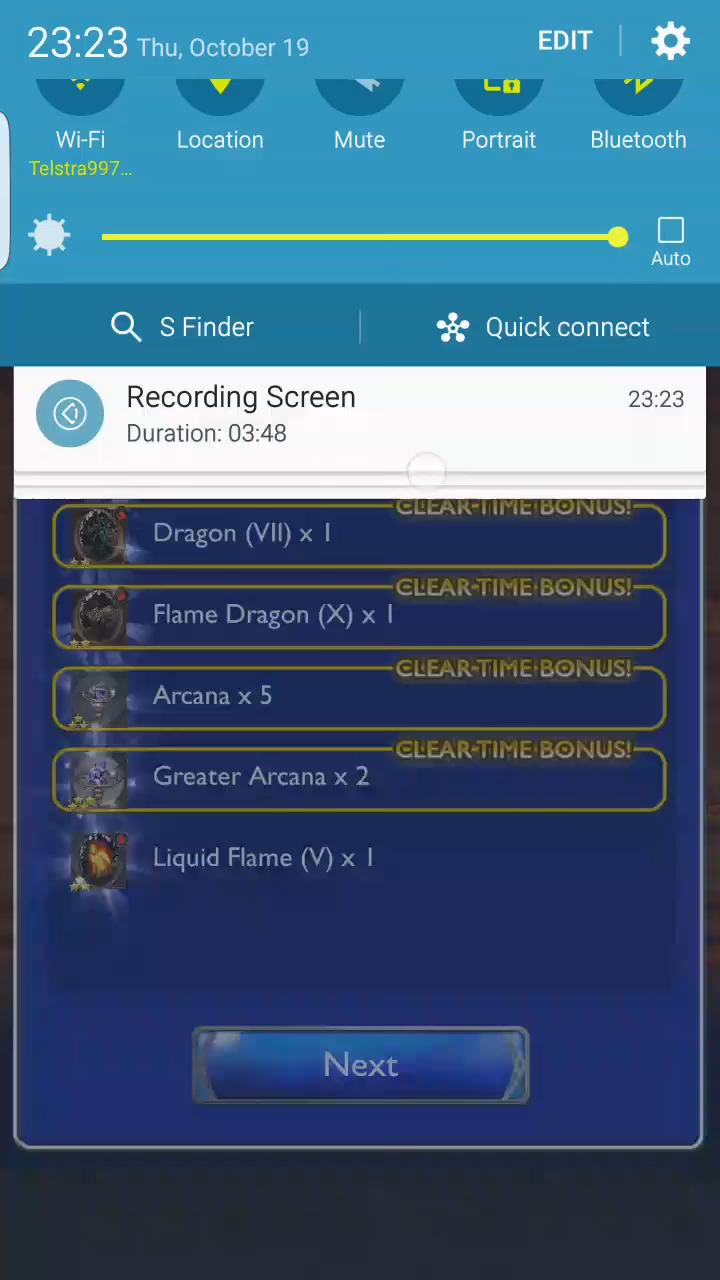 23:23 Thu, October 19 EDIT
Wi-Fi Location Mute Portrait Bluetooth
Telstra997...
Auto
S Finder Quick connect
Recording Screen 23:23
Duration: 03:48
CLEAR-TIME BONUS!
Dragon (VII) x 1
CLEAR-TIME BONUS!
Flame Dragon (X) x 1
CLEAR-TIME BONUS!
Arcana x 5
CLEAR-TIME BONUS!
Greater Arcana x 2
Liquid Flame (V) x 1
Next